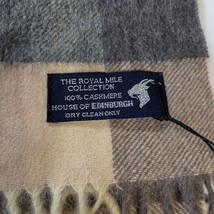 THE ROYAL MILE
COLLECTION
100% CASHMERE
HOUSE OF EDINBURGH
DRY CLEAN ONLY